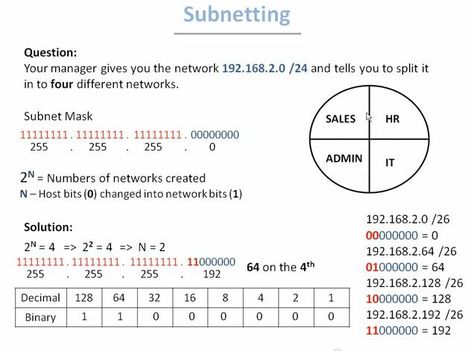 Subnetting
Question:
Your manager gives you the network 192.168.2.0 /24 and tells you to split it
in to four different networks.
Subnet Mask
11111111 . 11111111 . 11111111 . 00000000
255 . 255 . 255 . 0
SALES HR
ADMIN IT
2^N = Numbers of networks created
N – Host bits (0) changed into network bits (1)
Solution:
2^N = 4 => 2^2 = 4 => N = 2
11111111 . 11111111 . 11111111 . 11000000
255 . 255 . 255 . 192
64 on the 4th
Decimal 128 64 32 16 8 4 2 1
Binary 1 1 0 0 0 0 0 0
192.168.2.0 /26
00000000 = 0
192.168.2.64 /26
01000000 = 64
192.168.2.128 /26
10000000 = 128
192.168.2.192 /26
11000000 = 192